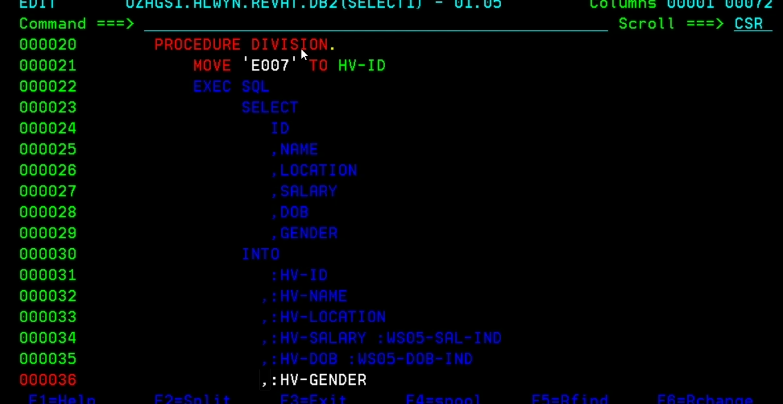 EDIT UZHGSI.ALWYN.REVAT.DB2(SELECT1) - 01.05 Columns 00001 00072
Command ===> Scroll ===> CSR
000020 PROCEDURE DIVISION.
000021 MOVE 'E007' TO HV-ID
000022 EXEC SQL
000023 SELECT
000024 ID
000025 ,NAME
000026 ,LOCATION
000027 ,SALARY
000028 ,DOB
000029 ,GENDER
000030 INTO
000031 :HV-ID
000032 ,:HV-NAME
000033 ,:HV-LOCATION
000034 ,:HV-SALARY :WS05-SAL-IND
000035 ,:HV-DOB :WS05-DOB-IND
000036 ,:HV-GENDER
F1=Help F2=Split F3=Exit F4=spool F5=Rfind F6=Rchange